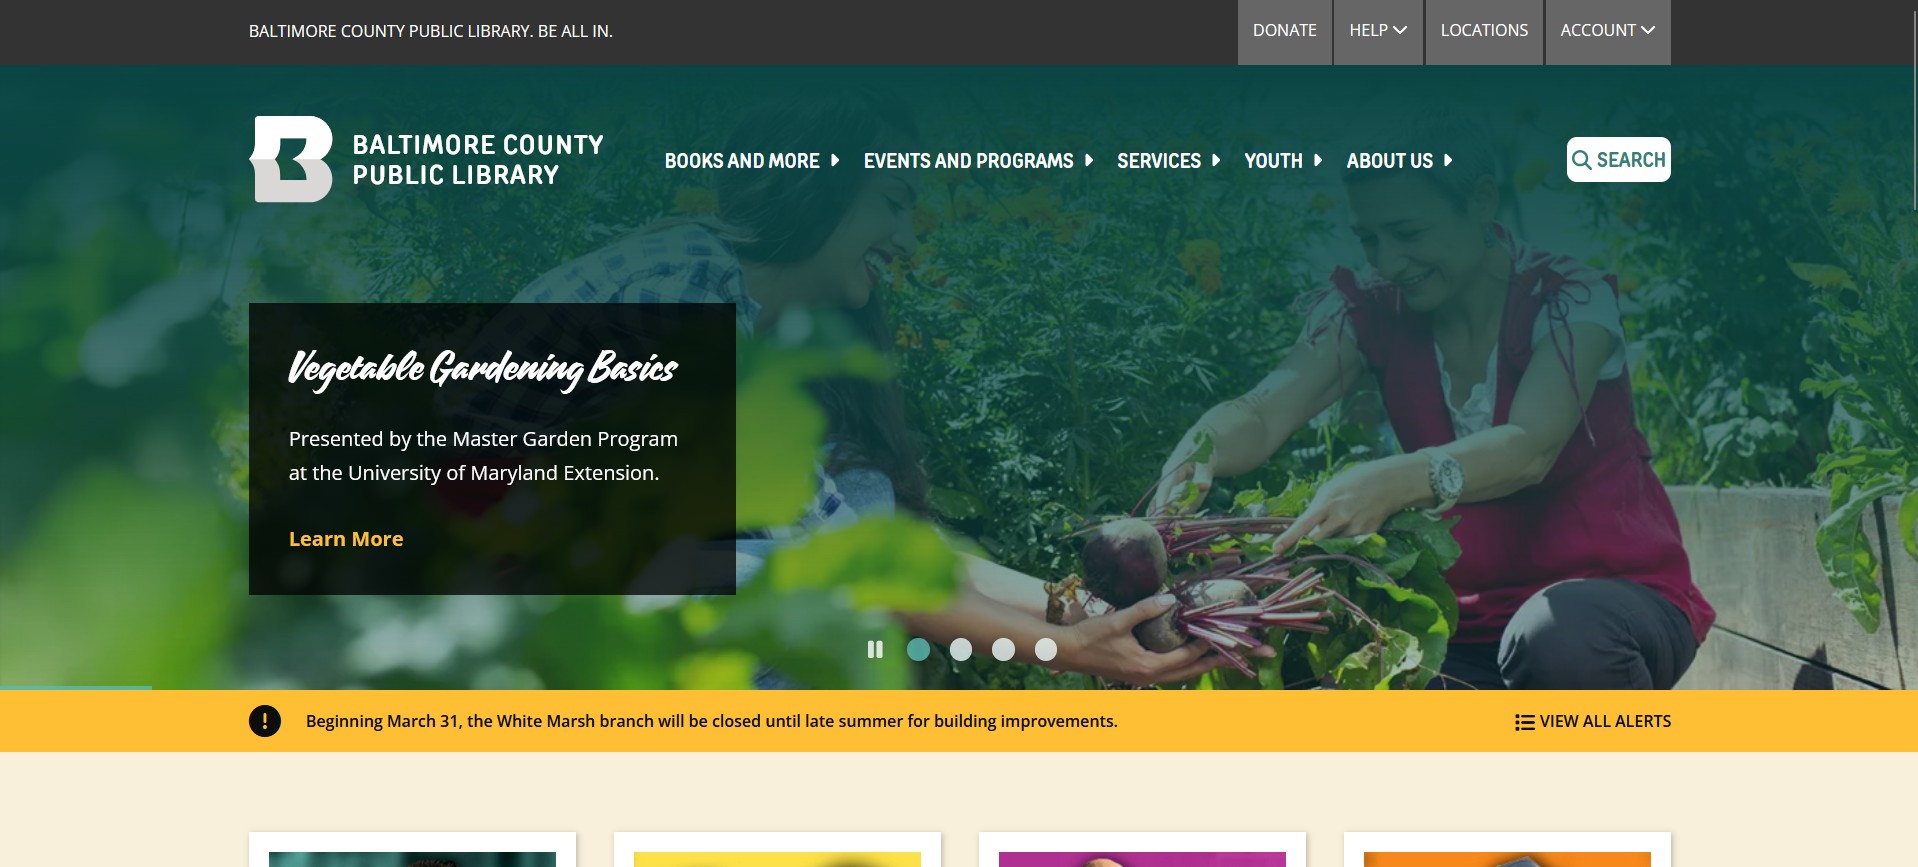 BALTIMORE COUNTY PUBLIC LIBRARY. BE ALL IN.
DONATE
HELP
LOCATIONS
ACCOUNT
BALTIMORE COUNTY
PUBLIC LIBRARY
BOOKS AND MORE
EVENTS AND PROGRAMS
SERVICES
YOUTH
ABOUT US
SEARCH
Vegetable Gardening Basics
Presented by the Master Garden Program
at the University of Maryland Extension.
Learn More
Beginning March 31, the White Marsh branch will be closed until late summer for building improvements.
VIEW ALL ALERTS